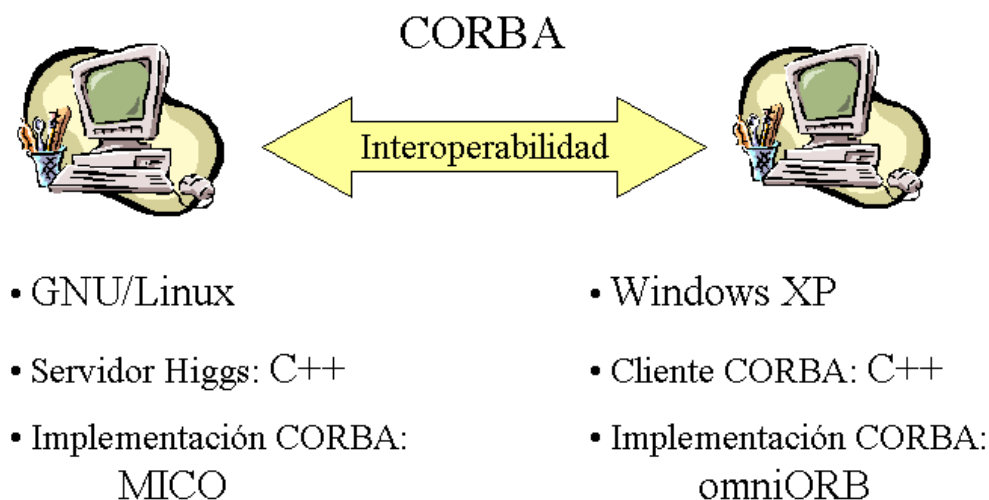 CORBA
Interoperabilidad
• GNU/Linux
• Servidor Higgs: C++
• Implementación CORBA:
MICO
• Windows XP
• Cliente CORBA: C++
• Implementación CORBA:
omniORB